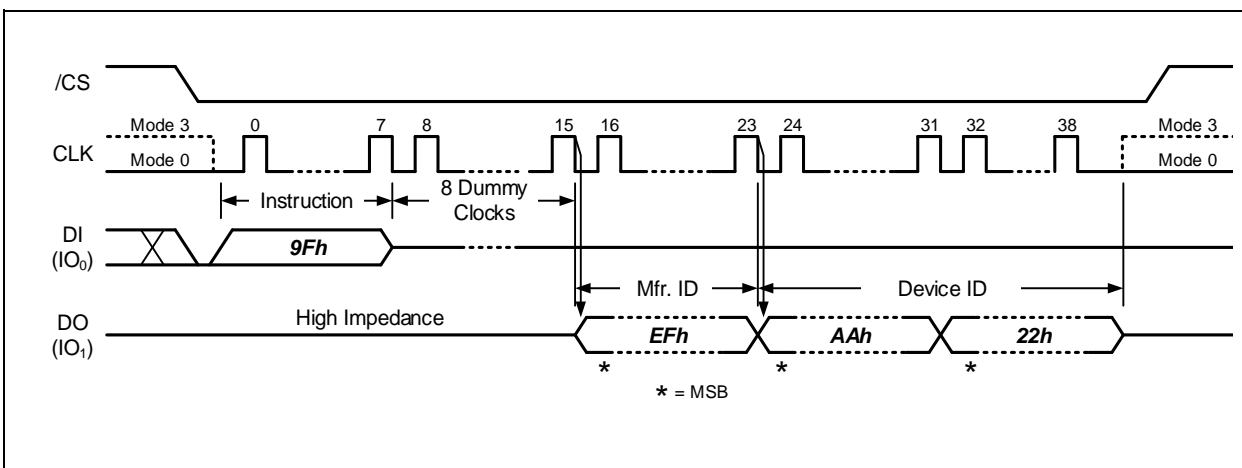 /CS
Mode 3 0 7 8 15 16 23 24 31 32 38 Mode 3
CLK
Mode 0 Mode 0
Instruction 8 Dummy
Clocks
DI
(IO₀)
9Fh
Mfr. ID Device ID
DO
(IO₁)
High Impedance
EFh AAh 22h
* * *
* = MSB